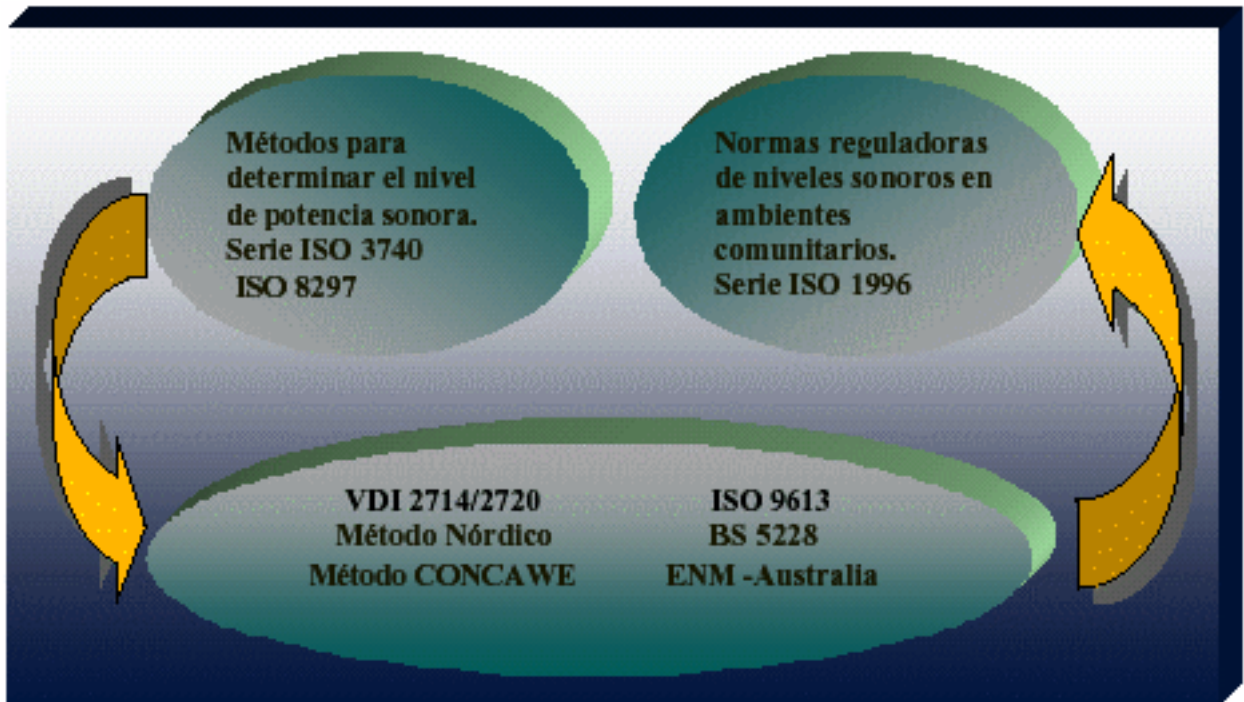 Métodos para
determinar el nivel
de potencia sonora.
Serie ISO 3740
ISO 8297
Normas reguladoras
de niveles sonoros en
ambientes
comunitarios.
Serie ISO 1996
VDI 2714/2720
Método Nórdico
Método CONCAWE
ISO 9613
BS 5228
ENM -Australia